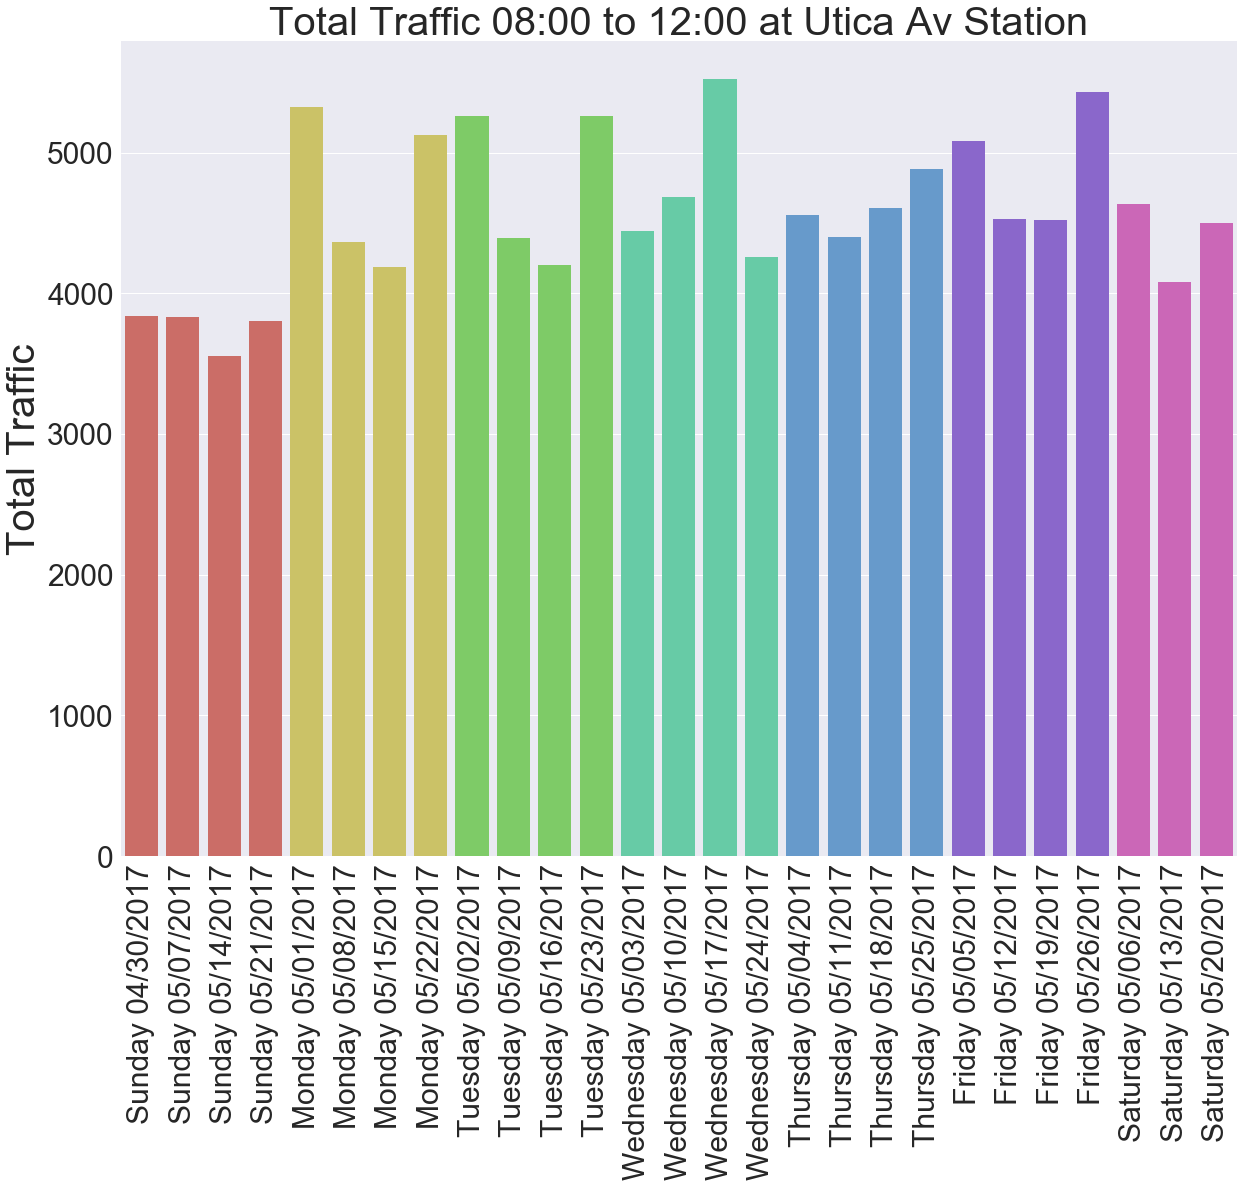 Total Traffic 08:00 to 12:00 at Utica Av Station
Total Traffic
5000
4000
3000
2000
1000
0
Sunday 04/30/2017
Sunday 05/07/2017
Sunday 05/14/2017
Sunday 05/21/2017
Monday 05/01/2017
Monday 05/08/2017
Monday 05/15/2017
Monday 05/22/2017
Tuesday 05/02/2017
Tuesday 05/09/2017
Tuesday 05/16/2017
Tuesday 05/23/2017
Wednesday 05/03/2017
Wednesday 05/10/2017
Wednesday 05/17/2017
Wednesday 05/24/2017
Thursday 05/04/2017
Thursday 05/11/2017
Thursday 05/18/2017
Thursday 05/25/2017
Friday 05/05/2017
Friday 05/12/2017
Friday 05/19/2017
Friday 05/26/2017
Saturday 05/06/2017
Saturday 05/13/2017
Saturday 05/20/2017